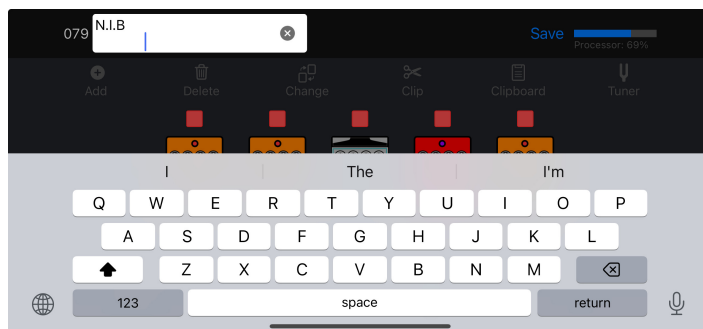 079 N.I.B
Save
Processor: 69%
Add Delete Change Clip Clipboard Tuner
I The I'm
Q W E R T Y U I O P
A S D F G H J K L
Z X C V B N M
123 space return